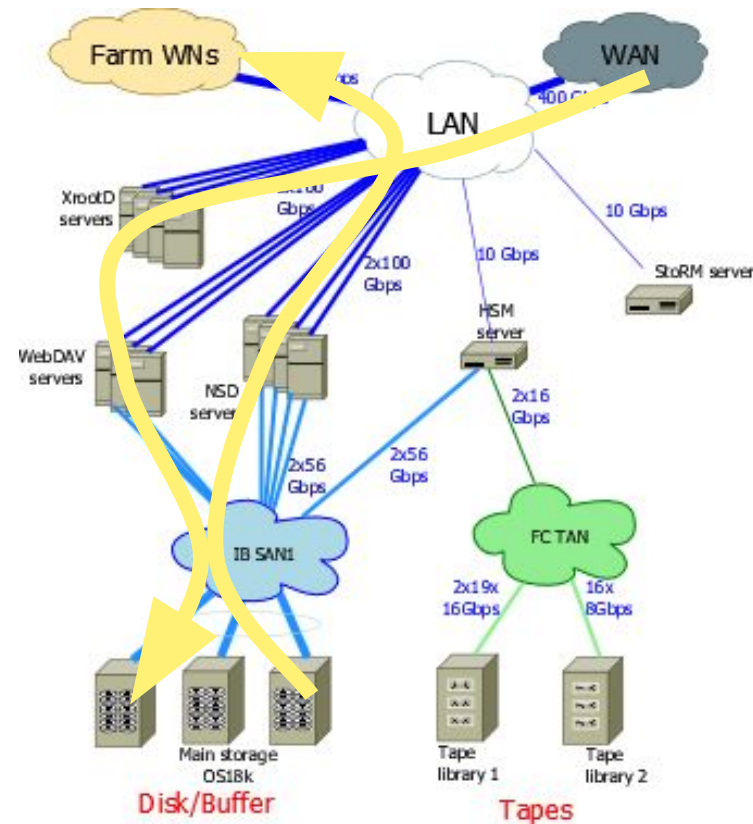 Farm WNs
WAN
400 G
LAN
XrootD
servers
Gbps
10 Gbps
StoRM server
10 Gbps
2x100
Gbps
HSM
server
WebDAV
servers
NSD
server
2x16
Gbps
2x56
Gbps
2x56
Gbps
IB SAN1
FC TAN
2x19x
16Gbps
16x
8Gbps
Main storage
OS18k
Tape
library 1
Tape
library 2
Disk/Buffer
Tapes